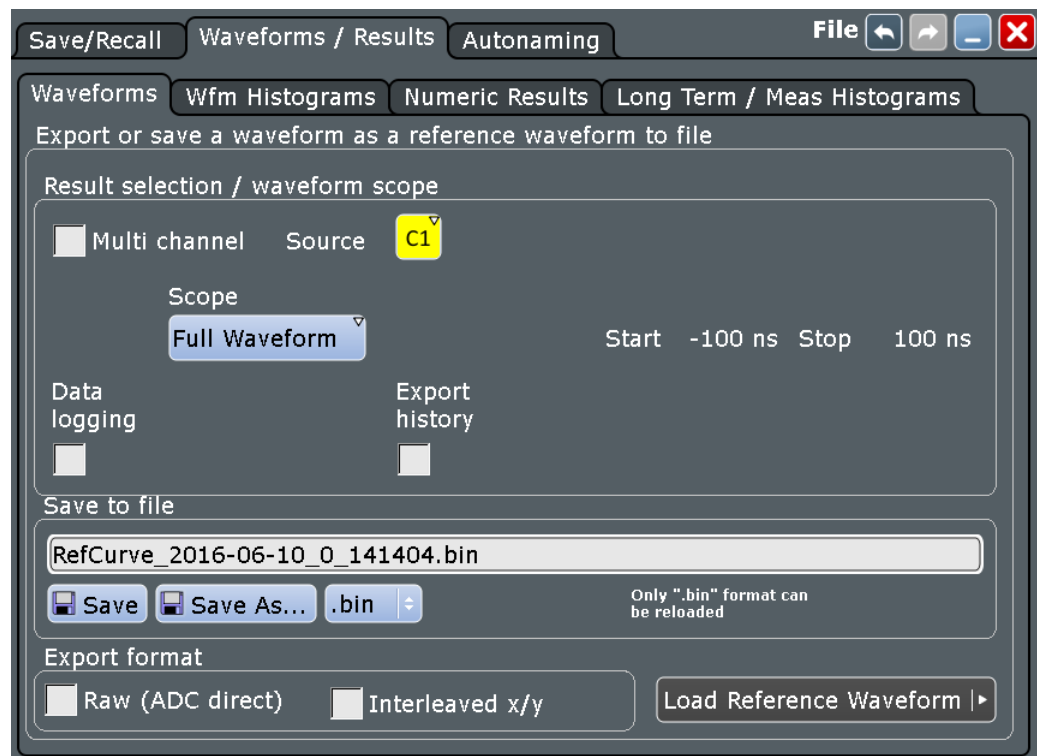 Save/Recall Waveforms / Results Autonaming File
Waveforms Wfm Histograms Numeric Results Long Term / Meas Histograms
Export or save a waveform as a reference waveform to file
Result selection / waveform scope
Multi channel Source C1
Scope
Full Waveform Start -100 ns Stop 100 ns
Data Export
logging history
Save to file
RefCurve_2016-06-10_0_141404.bin
Save Save As... .bin Only ".bin" format can
be reloaded
Export format
Raw (ADC direct) Interleaved x/y Load Reference Waveform